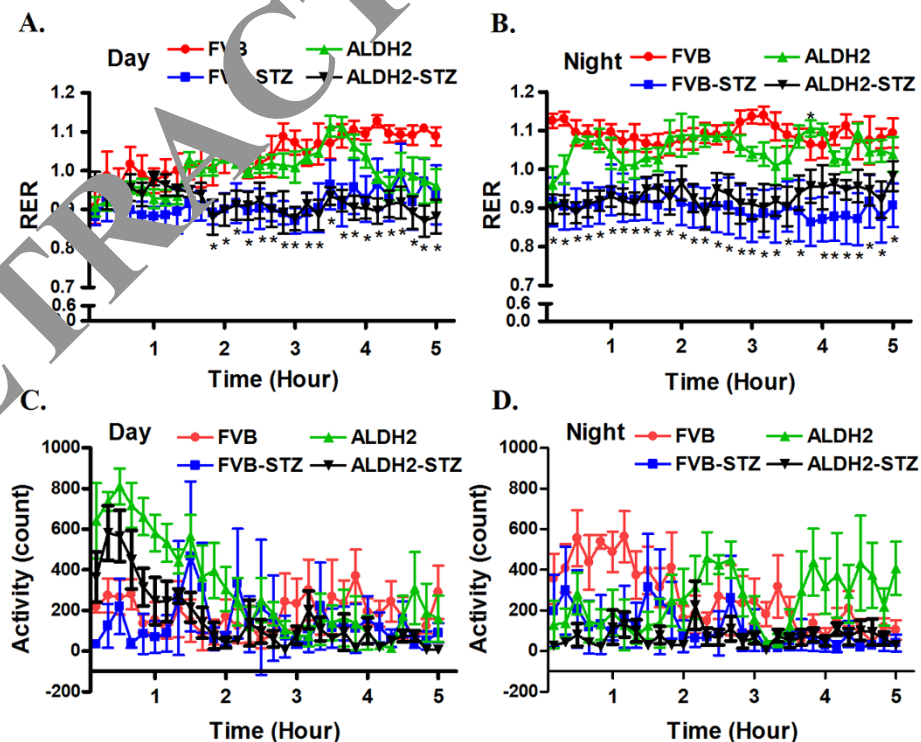 ETRACT
A.
Day
FVB
ALDH2
FVB-STZ
ALDH2-STZ
RER
1.2
1.1
1.0
0.9
0.8
0.7
0.6
0.0
1 2 3 4 5
Time (Hour)
B.
Night
FVB
ALDH2
FVB-STZ
ALDH2-STZ
RER
1.2
1.1
1.0
0.9
0.8
0.7
0.6
0.0
1 2 3 4 5
Time (Hour)
C.
Day
FVB
ALDH2
FVB-STZ
ALDH2-STZ
Activity (count)
1000
800
600
400
200
0
-200
1 2 3 4 5
Time (Hour)
D.
Night
FVB
ALDH2
FVB-STZ
ALDH2-STZ
Activity (count)
1000
800
600
400
200
0
-200
1 2 3 4 5
Time (Hour)